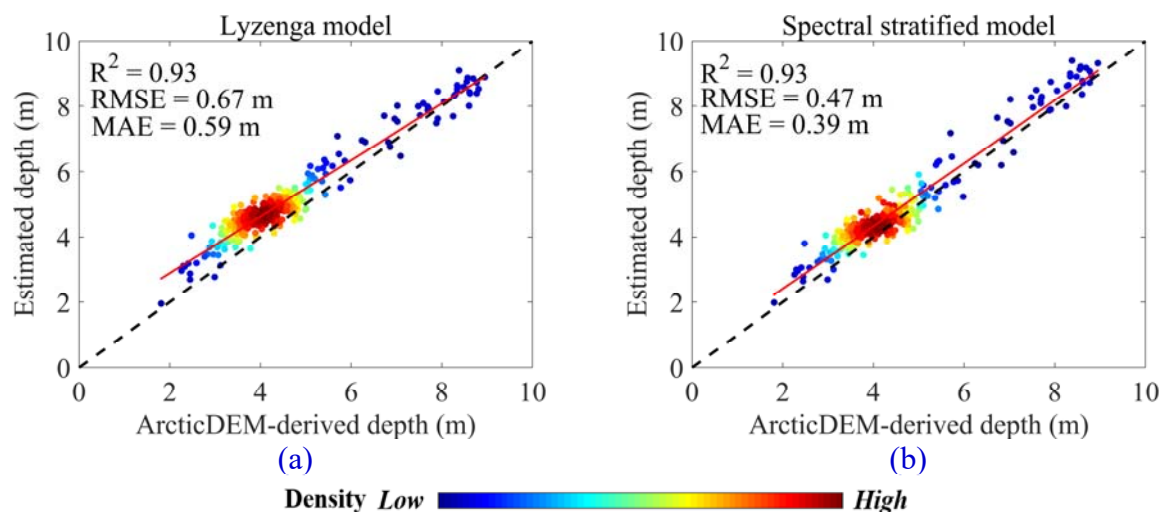 Lyzenga model
R² = 0.93
RMSE = 0.67 m
MAE = 0.59 m
Estimated depth (m)
10
8
6
4
2
0
0 2 4 6 8 10
ArcticDEM-derived depth (m)
(a)
Spectral stratified model
R² = 0.93
RMSE = 0.47 m
MAE = 0.39 m
Estimated depth (m)
10
8
6
4
2
0
0 2 4 6 8 10
ArcticDEM-derived depth (m)
(b)
Density Low High